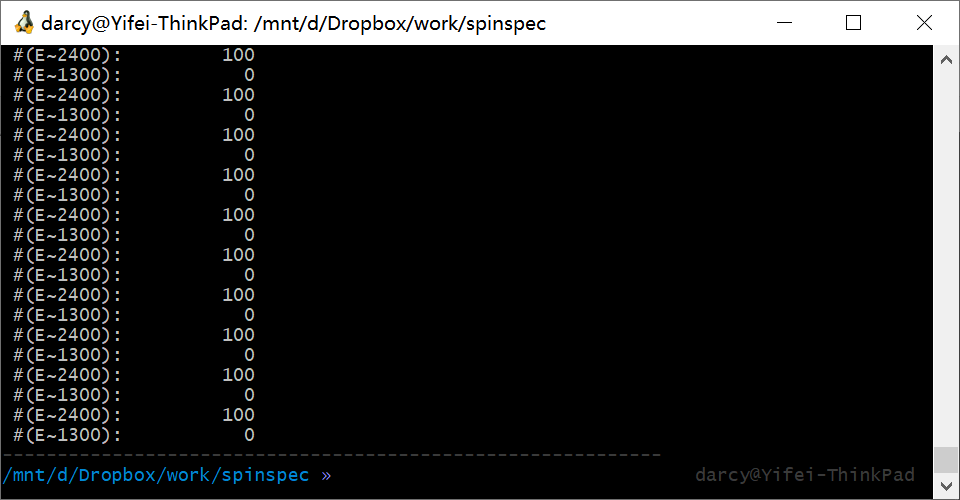 darcy@Yifei-ThinkPad: /mnt/d/Dropbox/work/spinspec
#(E~2400): 100
#(E~1300): 0
#(E~2400): 100
#(E~1300): 0
#(E~2400): 100
#(E~1300): 0
#(E~2400): 100
#(E~1300): 0
#(E~2400): 100
#(E~1300): 0
#(E~2400): 100
#(E~1300): 0
#(E~2400): 100
#(E~1300): 0
#(E~2400): 100
#(E~1300): 0
#(E~2400): 100
#(E~1300): 0
#(E~2400): 100
#(E~1300): 0
------------------------------------------------------------
/mnt/d/Dropbox/work/spinspec » darcy@Yifei-ThinkPad